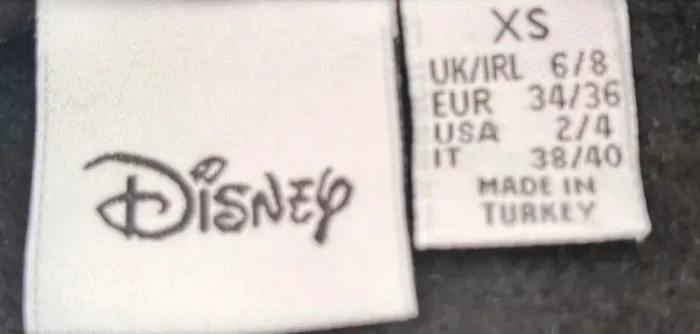 Disney
XS
UK/IRL 6/8
EUR 34/36
USA 2/4
IT 38/40
MADE IN
TURKEY